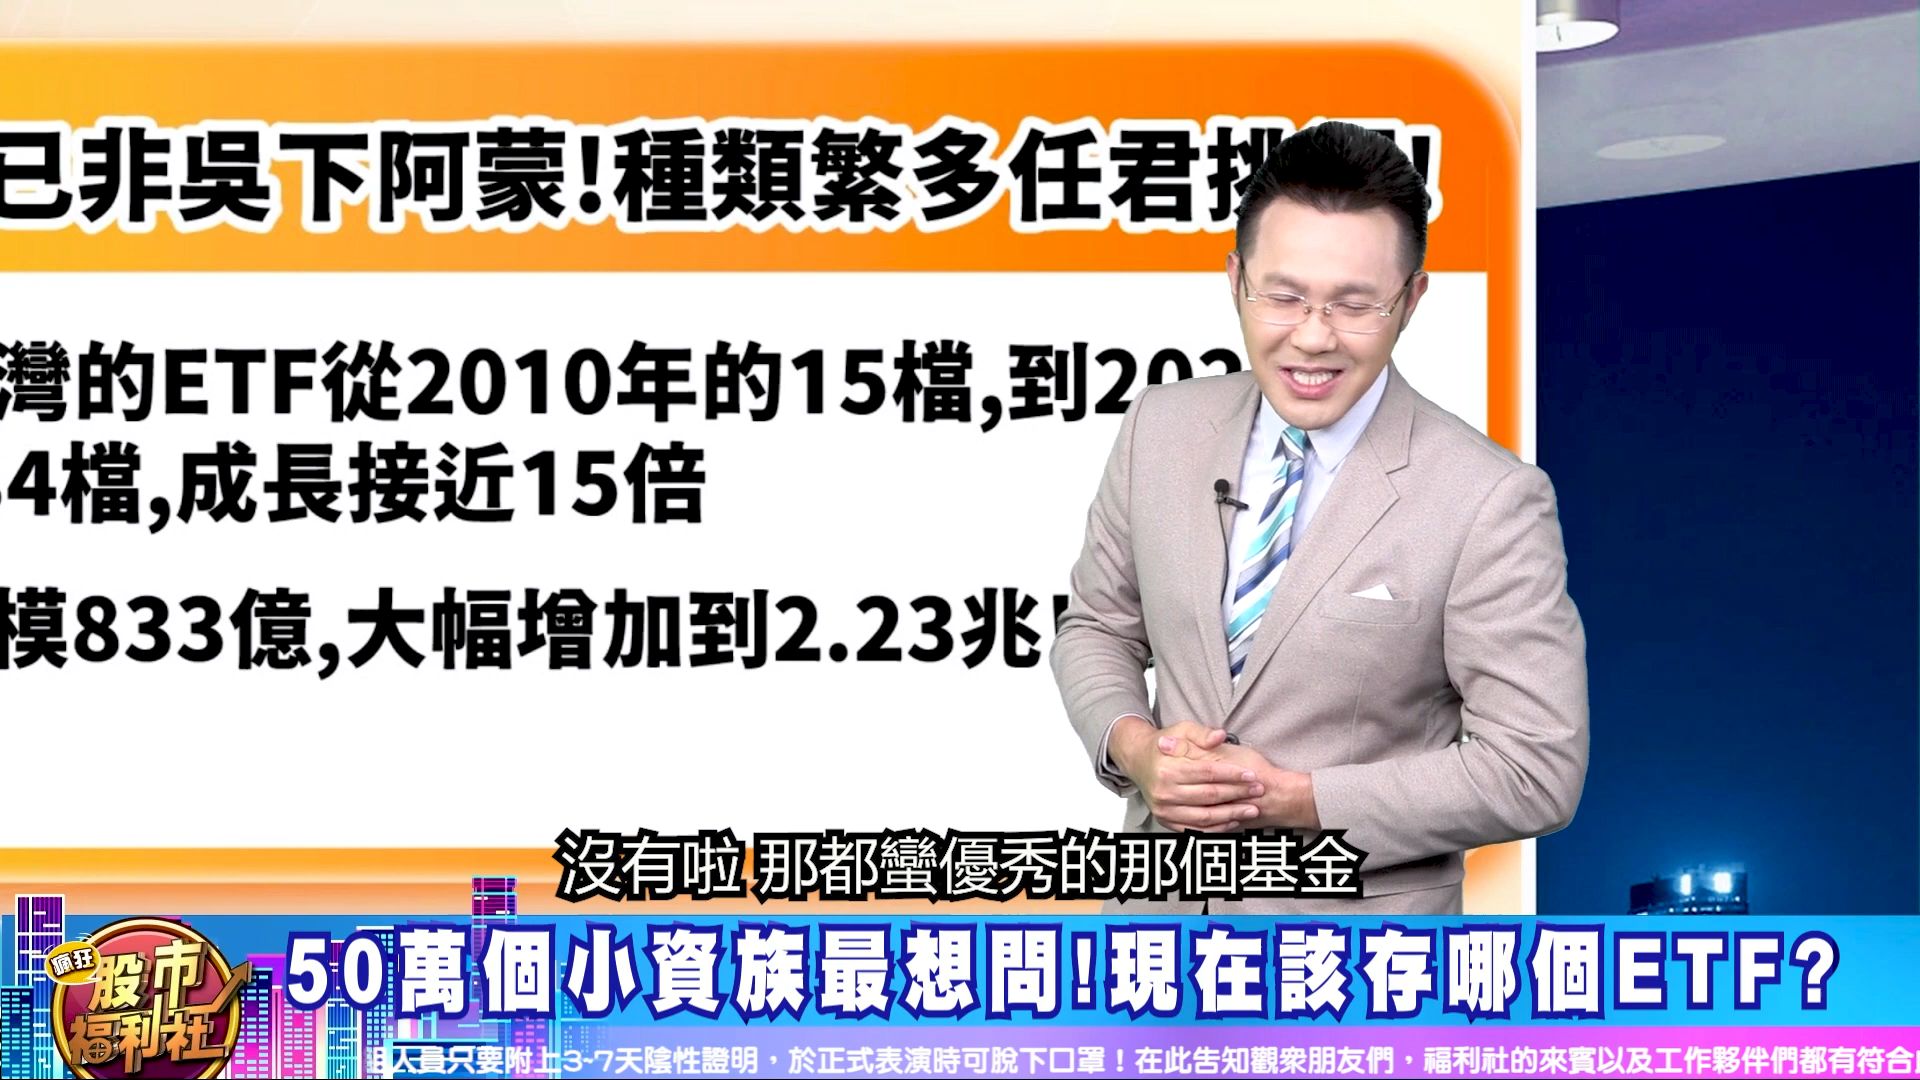 已非吳下阿蒙!種類繁多任君挑!
灣的ETF從2010年的15檔,到202
4檔,成長接近15倍
模833億,大幅增加到2.23兆!
沒有啦 那都蠻優秀的那個基金
50萬個小資族最想問!現在該存哪個ETF?
瘋狂
股市
福利社
人員只要附上3~7天陰性證明，於正式表演時可脫下口罩！在此告知觀眾朋友們，福利社的來賓以及工作夥伴們都有符合